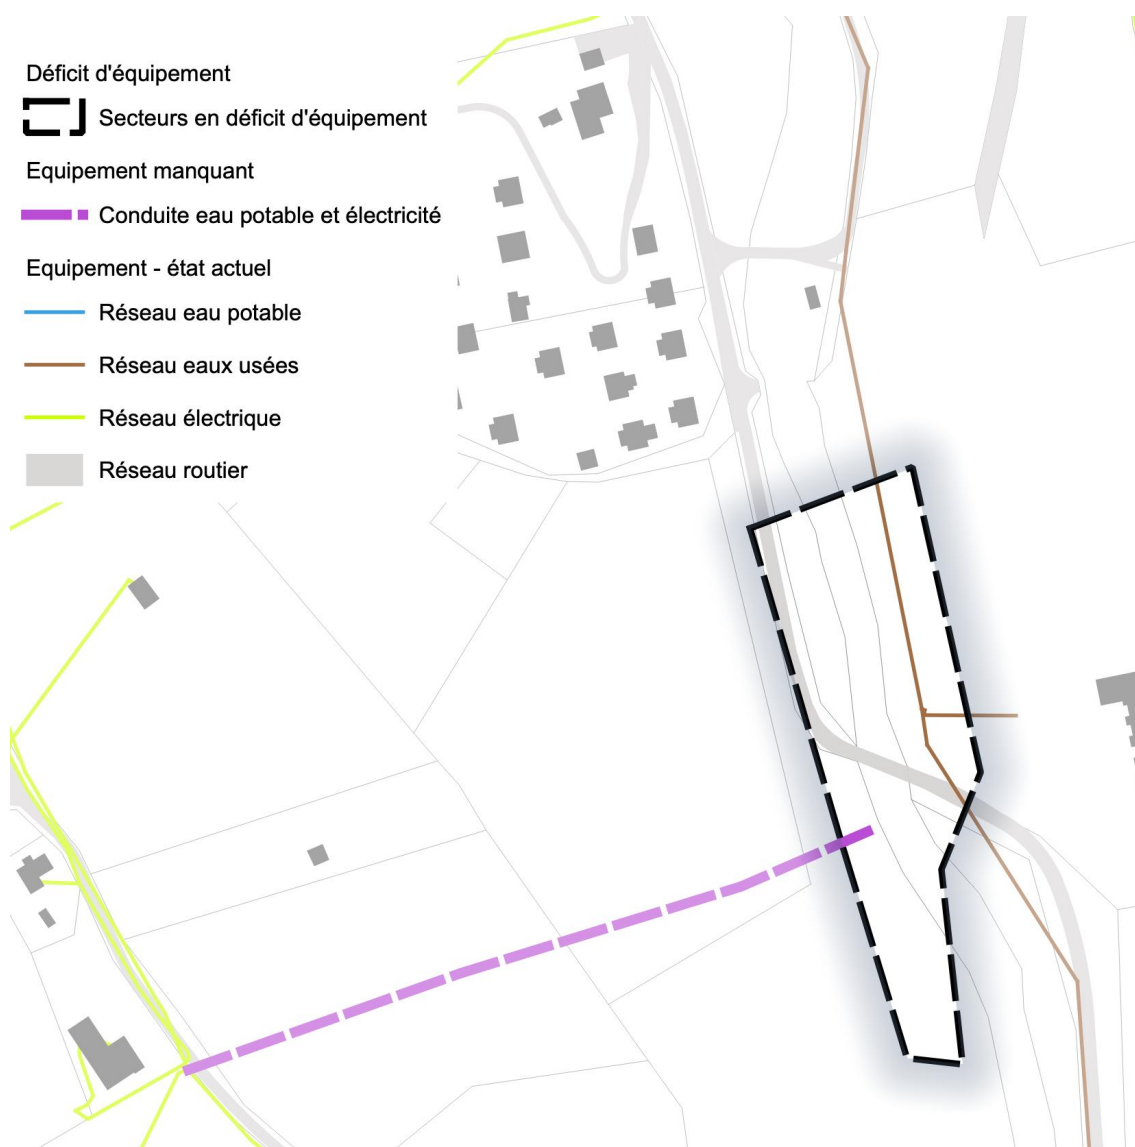 Déficit d'équipement
Secteurs en déficit d'équipement
Equipement manquant
Conduite eau potable et électricité
Equipement - état actuel
Réseau eau potable
Réseau eaux usées
Réseau électrique
Réseau routier